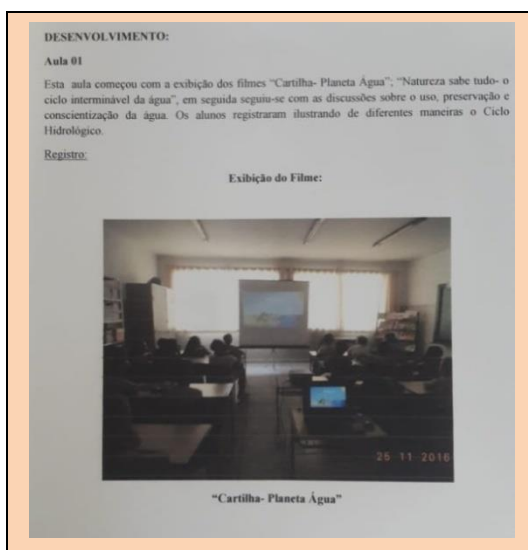 DESENVOLVIMENTO:
Aula 01
Esta aula começou com a exibição dos filmes “Cartilha- Planeta Água”; “Natureza sabe tudo- o
ciclo interminável da água”, em seguida seguiu-se com as discussões sobre o uso, preservação e
conscientização da água. Os alunos registraram ilustrando de diferentes maneiras o Ciclo
Hidrológico.
Registro:
Exibição do Filme:
25 11 2016
“Cartilha- Planeta Água”